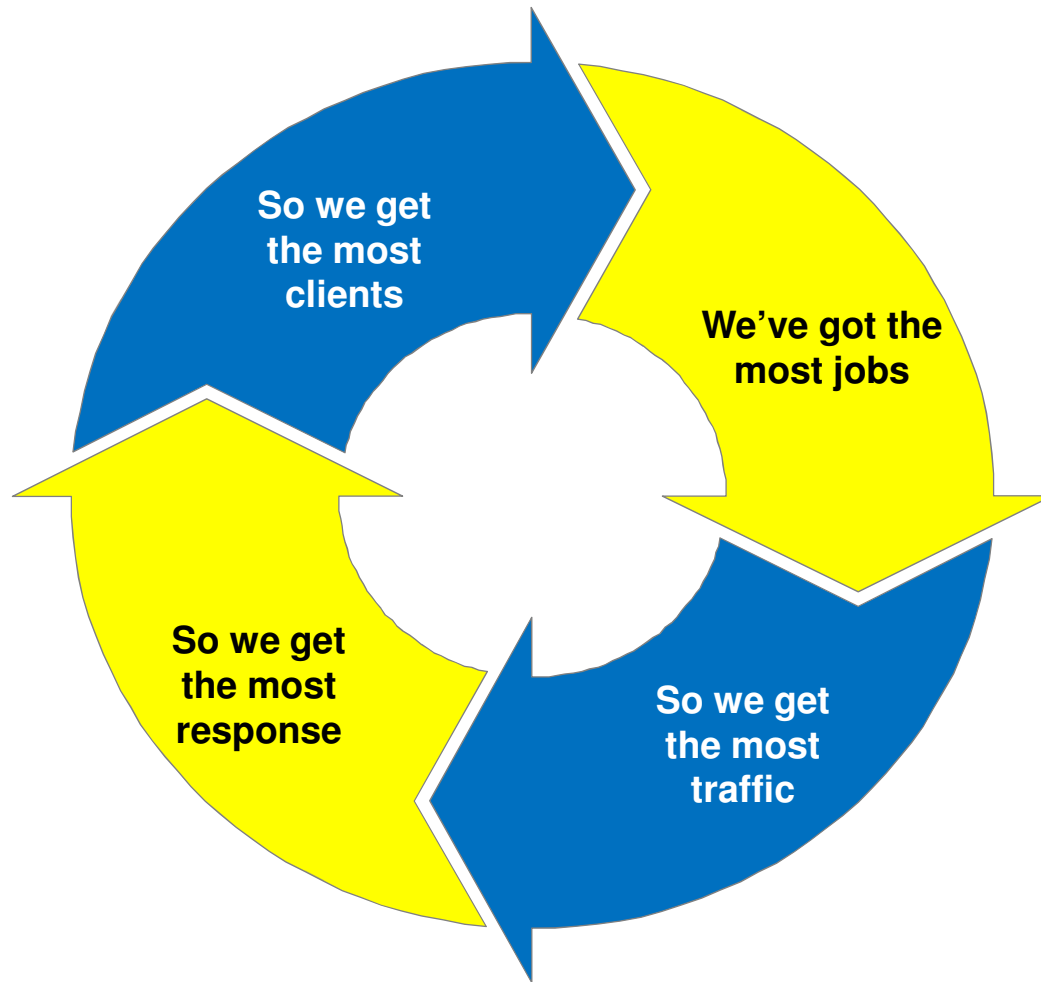 We’ve got the
most jobs
So we get
the most
traffic
So we get
the most
response
So we get
the most
clients